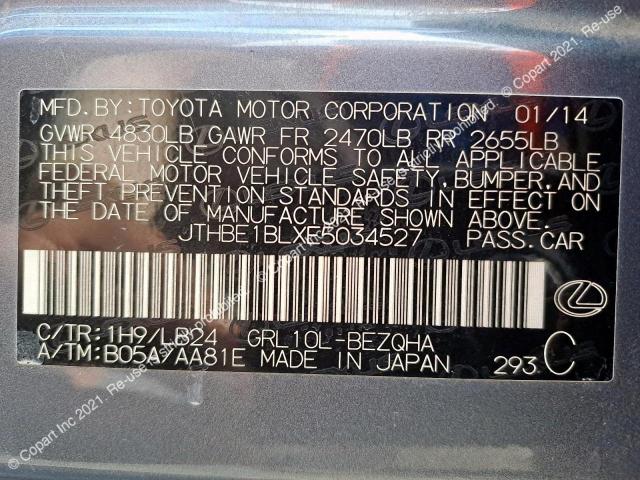 MFD.BY:TOYOTA MOTOR CORPORATION 01/14
GVWR 4830LB GAWR FR 2470LB RR 2655LB
THIS VEHICLE CONFORMS TO ALL APPLICABLE
FEDERAL MOTOR VEHICLE SAFETY,BUMPER,AND
THEFT PREVENTION STANDARDS IN EFFECT ON
THE DATE OF MANUFACTURE SHOWN ABOVE.
JTHBE1BLXE5034527 PASS.CAR
C/TR:1H9/LB24 GRL10L-BEZQHA
A/TM:B05A/AA81E MADE IN JAPAN 293 C
© Copart Inc 2021. Re-use
© Copart 2021. Re-use